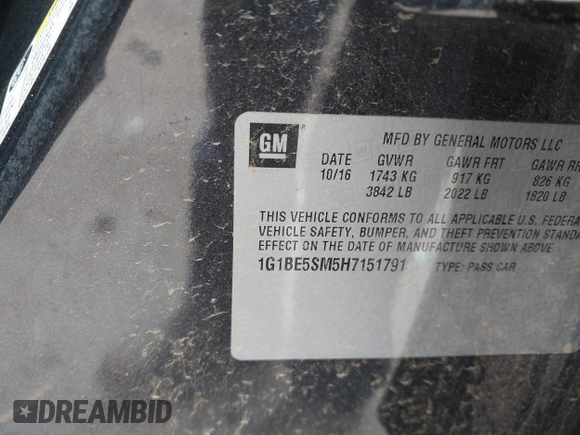 GM
MFD BY GENERAL MOTORS LLC
DATE GVWR GAWR FRT GAWR RR
10/16 1743 KG 917 KG 826 KG
3842 LB 2022 LB 1820 LB
THIS VEHICLE CONFORMS TO ALL APPLICABLE U.S. FEDERA
VEHICLE SAFETY, BUMPER, AND THEFT PREVENTION STANDA
EFFECT ON THE DATE OF MANUFACTURE SHOWN ABOVE.
1G1BE5SM5H7151791 TYPE: PASS CAR
DREAMBID